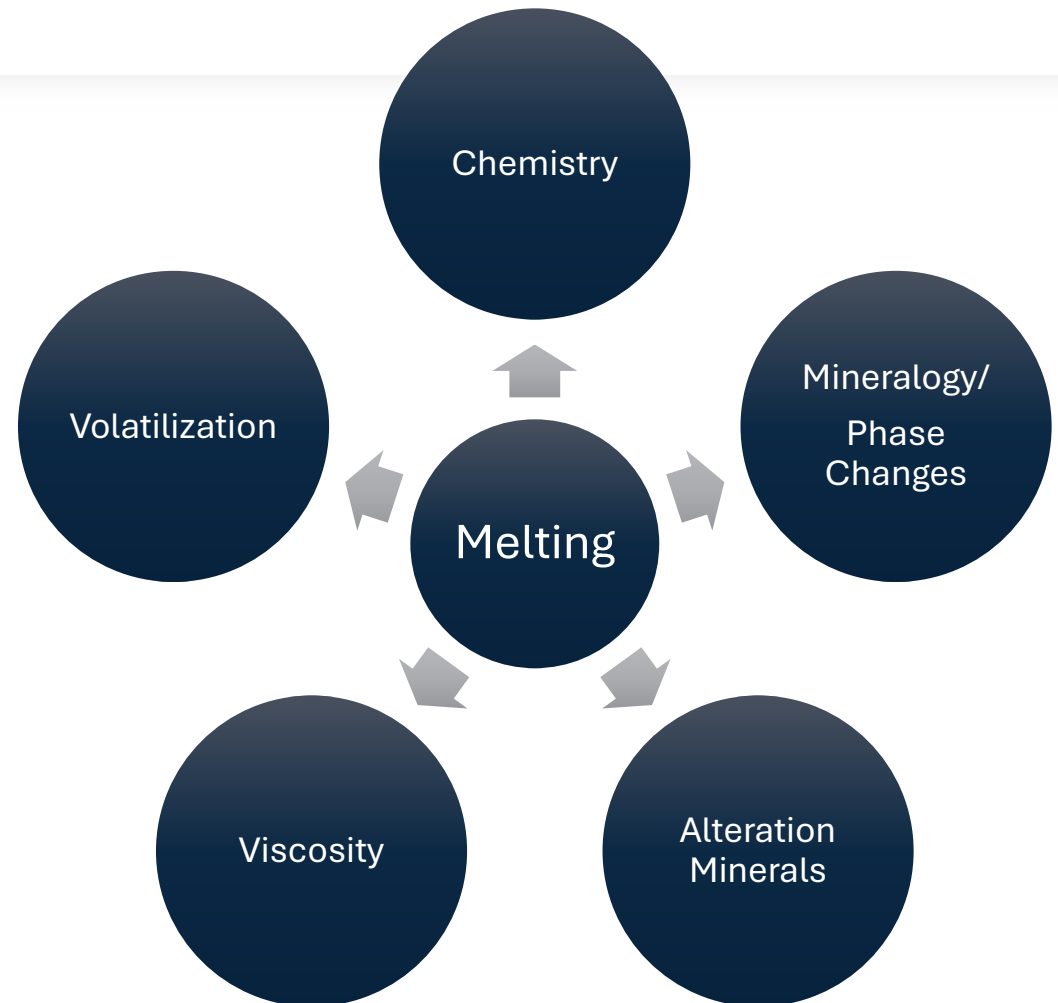 Chemistry
Mineralogy/
Phase
Changes
Volatilization
Melting
Alteration
Minerals
Viscosity